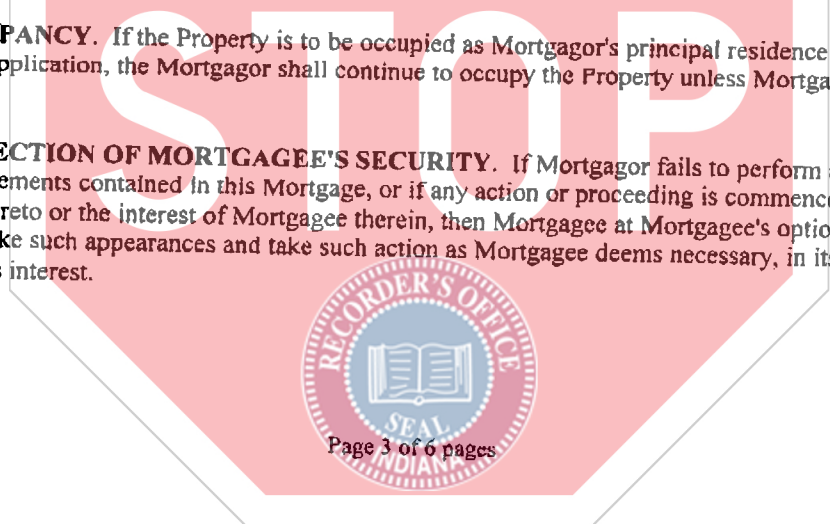 STOP
PANCY. If the Property is to be occupied as Mortgagor's principal residence
pplication, the Mortgagor shall continue to occupy the Property unless Mortga
ECTION OF MORTGAGEE'S SECURITY. If Mortgagor fails to perform
ements contained in this Mortgage, or if any action or proceeding is commenc
reto or the interest of Mortgagee therein, then Mortgagee at Mortgagee's optio
ke such appearances and take such action as Mortgagee deems necessary, in it
s interest.
RECORDER'S OFFICE
SEAL
Page 3 of 6 pages
INDIANA